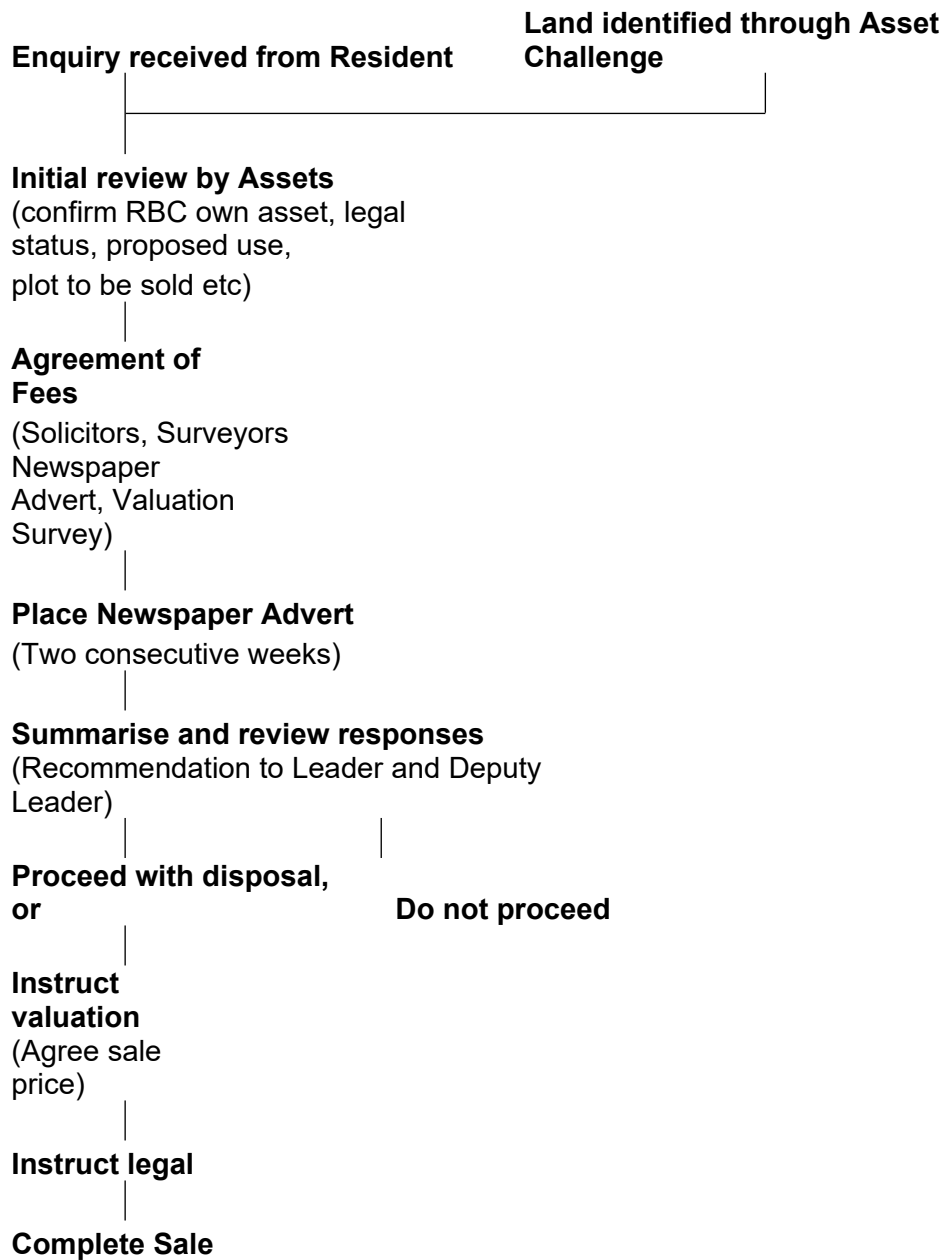 Enquiry received from Resident
Land identified through Asset
Challenge
Initial review by Assets
(confirm RBC own asset, legal
status, proposed use,
plot to be sold etc)
Agreement of
Fees
(Solicitors, Surveyors
Newspaper
Advert, Valuation
Survey)
Place Newspaper Advert
(Two consecutive weeks)
Summarise and review responses
(Recommendation to Leader and Deputy
Leader)
Proceed with disposal,
or
Do not proceed
Instruct
valuation
(Agree sale
price)
Instruct legal
Complete Sale